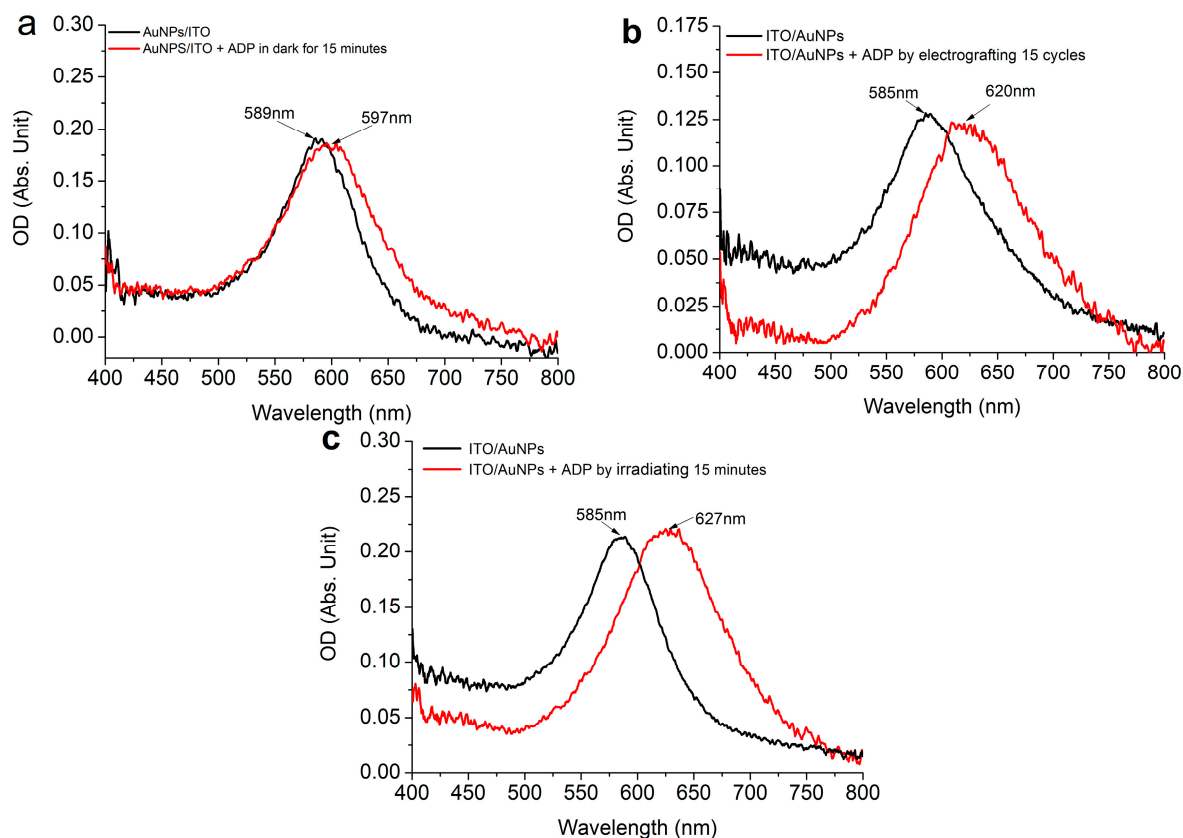 a
AuNPs/ITO
AuNPS/ITO + ADP in dark for 15 minutes
589nm
597nm
0.30
0.25
0.20
0.15
0.10
0.05
0.00
OD (Abs. Unit)
400 450 500 550 600 650 700 750 800
Wavelength (nm)
b
ITO/AuNPs
ITO/AuNPs + ADP by electrografting 15 cycles
585nm
620nm
0.175
0.150
0.125
0.100
0.075
0.050
0.025
0.000
OD (Abs. Unit)
400 450 500 550 600 650 700 750 800
Wavelength (nm)
c
ITO/AuNPs
ITO/AuNPs + ADP by irradiating 15 minutes
585nm
627nm
0.30
0.25
0.20
0.15
0.10
0.05
0.00
OD (Abs. Unit)
400 450 500 550 600 650 700 750 800
Wavelength (nm)